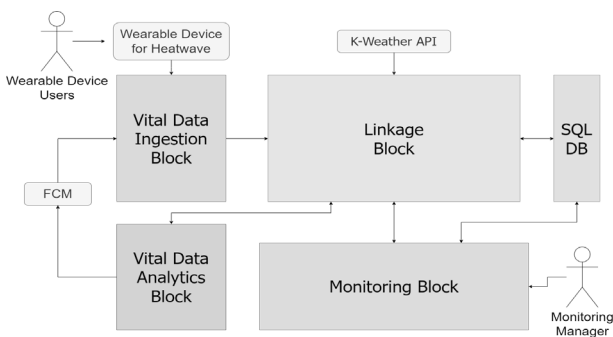 Wearable Device
for Heatwave
K-Weather API
Wearable Device
Users
Vital Data
Ingestion
Block
Linkage
Block
SQL
DB
FCM
Vital Data
Analytics
Block
Monitoring Block
Monitoring
Manager